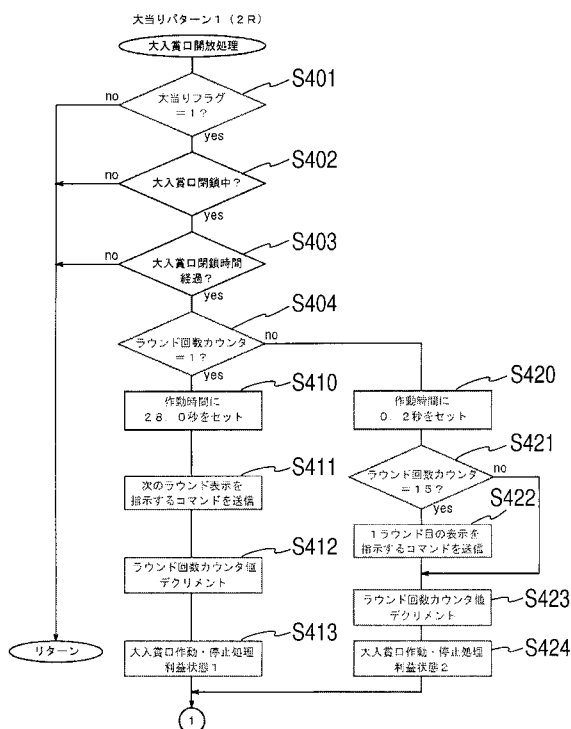 大当りパターン1(2R)
大入賞口開放処理
S401
no
大当りフラグ
=1?
yes
S402
no
大入賞口閉鎖中?
yes
S403
no
大入賞口閉鎖時間
経過?
yes
S404
ラウンド回数カウンタ
=1?
no
yes
S410
作動時間に
28.0秒をセット
S420
作動時間に
0.2秒をセット
S411
次のラウンド表示を
指示するコマンドを送信
S421
ラウンド回数カウンタ
=15?
no
yes
S422
1ラウンド目の表示を
指示するコマンドを送信
S412
ラウンド回数カウンタ値
デクリメント
S423
ラウンド回数カウンタ値
デクリメント
S413
大入賞口作動・停止処理
利益状態1
S424
大入賞口作動・停止処理
利益状態2
リターン
1